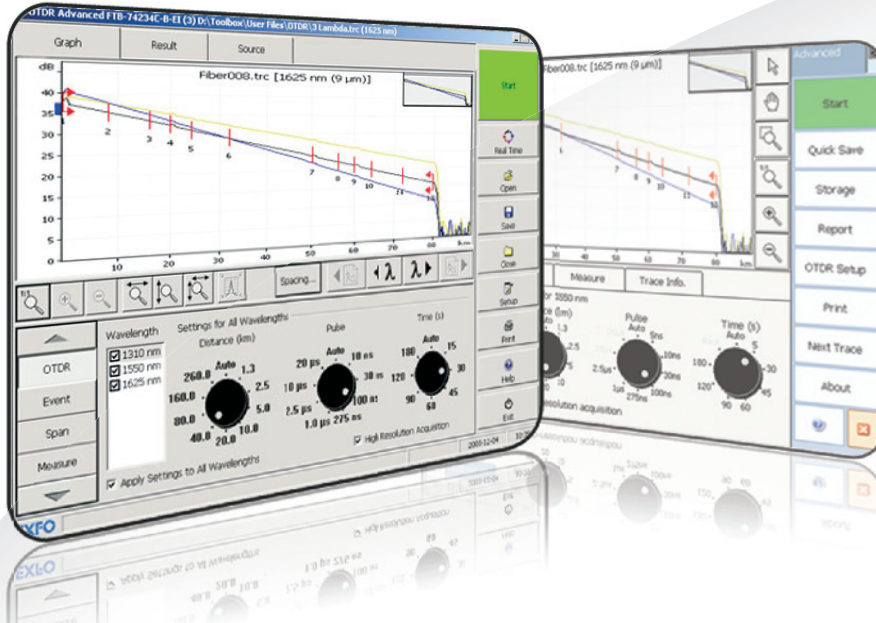 OTDR Advanced FTB-74234C-B-EI (3) D:\Toolbox\User Files\OTDR\3 Lambda.trc (1625 nm)
Graph
Result
Source
dB
Fiber008.trc [1625 nm (9 µm)]
40
35
30
25
20
15
10
5
0
2
3
4
5
6
7
8
9
10
11
12
10
20
30
40
50
60
70
80
km
Start
Real Time
Open
Save
Close
Setup
Print
Help
Exit
1:1
Spacing...
λ
λ
OTDR
Event
Span
Measure
Wavelength
1310 nm
1550 nm
1625 nm
Settings for All Wavelengths
Distance (km)
Auto
1.3
2.5
5.0
10.0
20.0
40.0
80.0
160.0
260.0
Pulse
Auto
10 ns
30 ns
100 ns
275 ns
1.0 µs
2.5 µs
10 µs
20 µs
Time (s)
Auto
15
30
45
60
90
120
180
High Resolution Acquisition
Apply Settings to All Wavelengths
EXFO
Fiber008.trc [1625 nm (9 µm)]
6
7
8
9
10
11
12
30
40
50
60
70
80
km
1:1
Advanced
Start
Quick Save
Storage
Report
OTDR Setup
Print
Next Trace
About
Measure
Trace Info.
1550 nm
Pulse
Auto
5ns
10ns
30ns
100ns
275ns
1µs
2.5µs
Time (s)
Auto
5
30
45
60
90
120
180
resolution acquisition